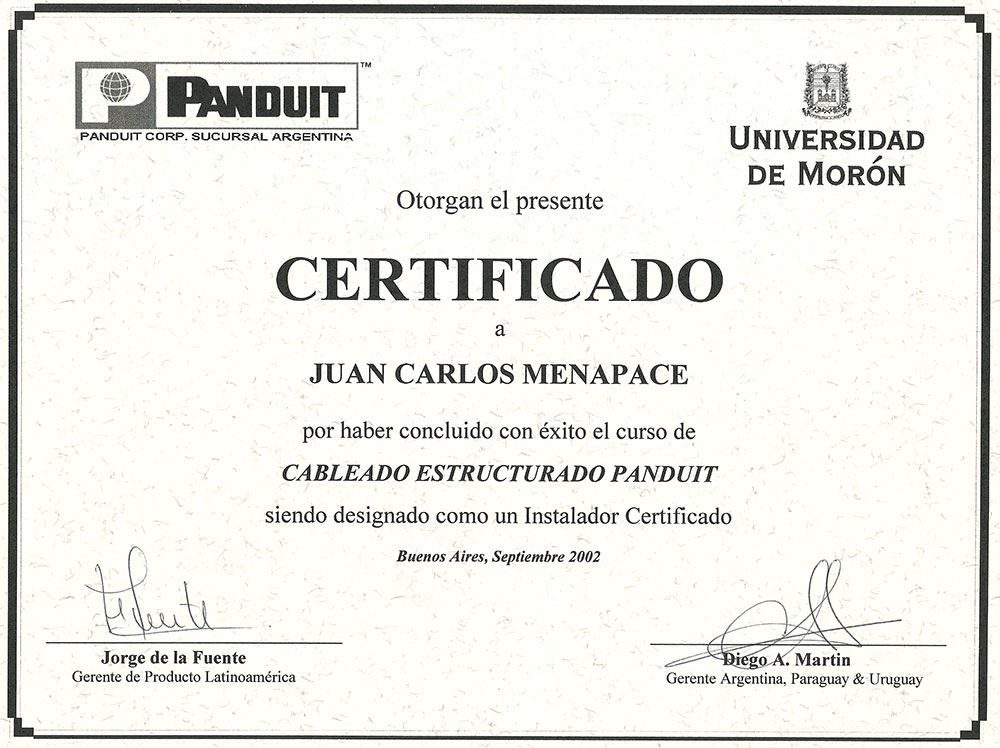 PANDUIT™
PANDUIT CORP. SUCURSAL ARGENTINA
UNIVERSIDAD
DE MORÓN
Otorgan el presente
CERTIFICADO
a
JUAN CARLOS MENAPACE
por haber concluido con éxito el curso de
CABLEADO ESTRUCTURADO PANDUIT
siendo designado como un Instalador Certificado
Buenos Aires, Septiembre 2002
Jorge de la Fuente
Gerente de Producto Latinoamérica
Diego A. Martin
Gerente Argentina, Paraguay & Uruguay